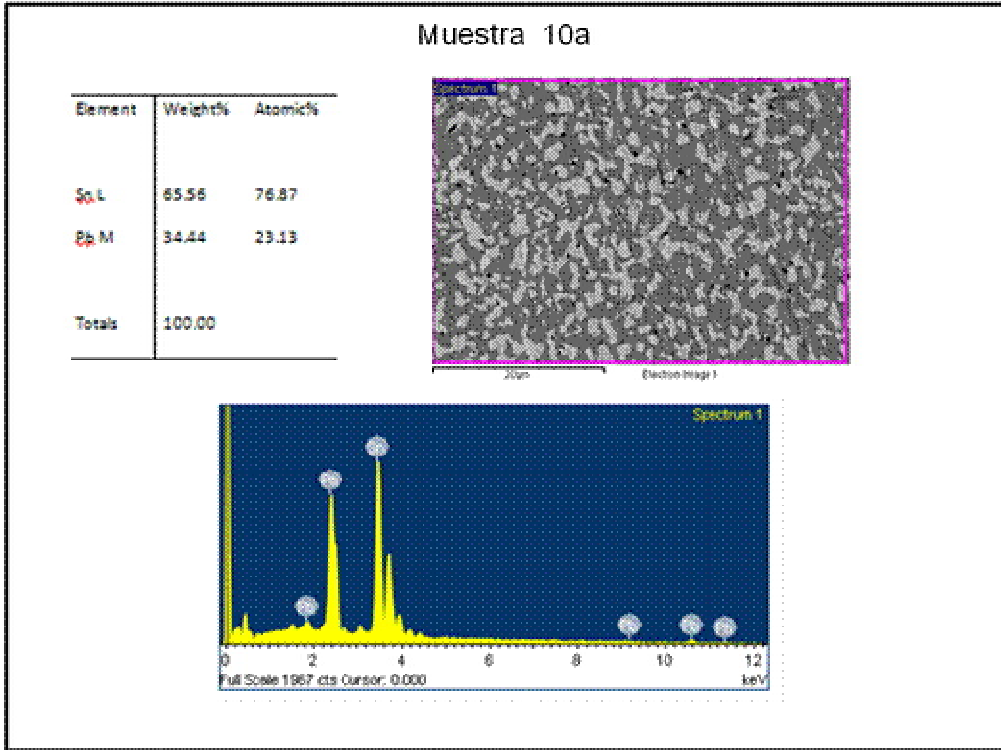 Muestra 10a
Element Weight% Atomic%
Sn L 65.56 76.87
Pb M 34.44 23.13
Totals 100.00
Spectrum 1
20µm Electron Image 1
Spectrum 1
0 2 4 6 8 10 12
Full Scale 1967 cts Cursor: 0.000 keV